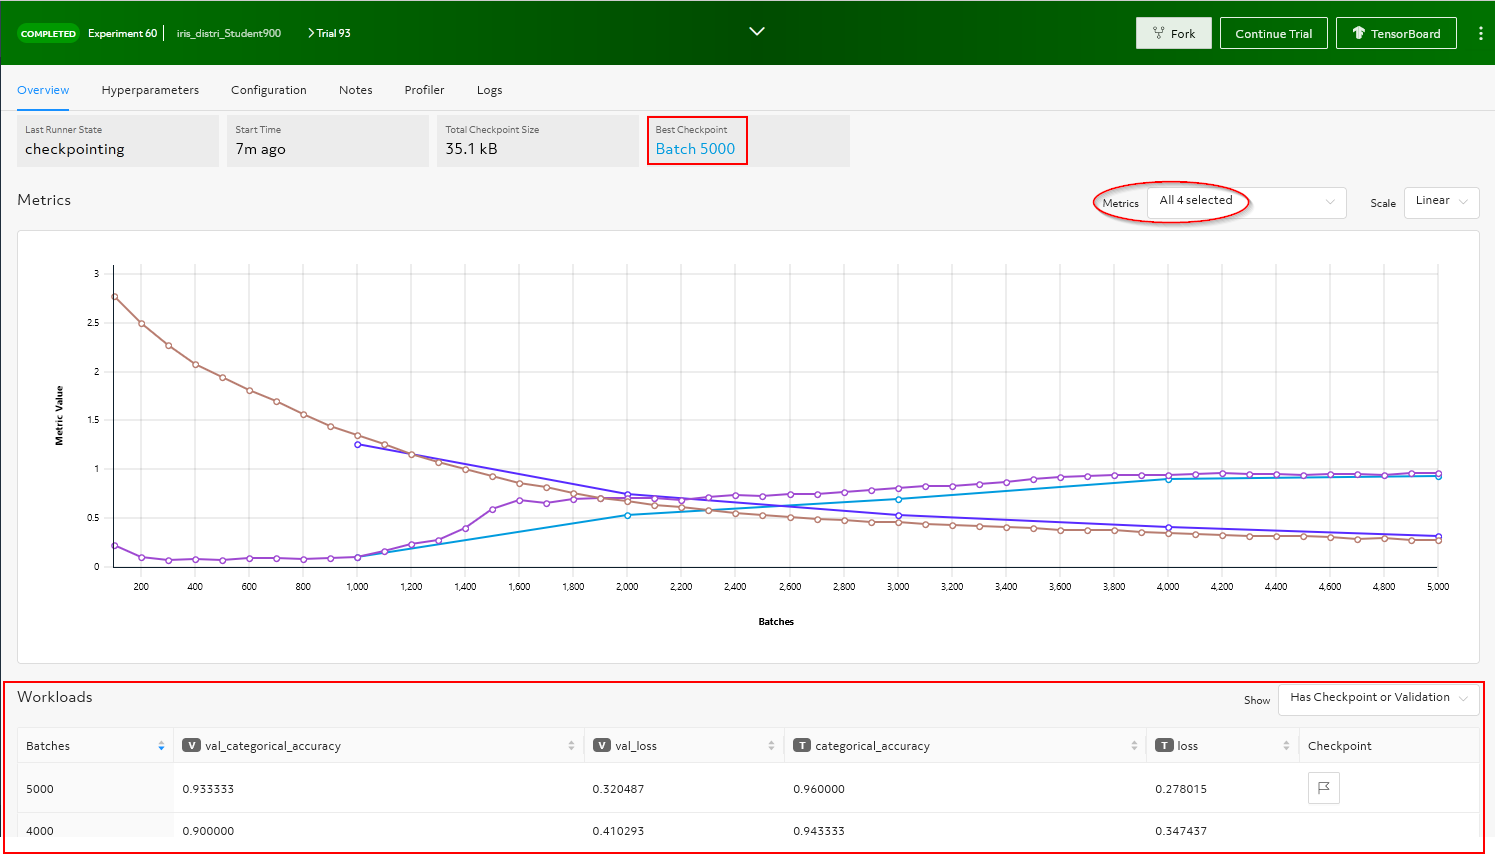 COMPLETED Experiment 60 iris_distri_Student900 Trial 93 Fork Continue Trial TensorBoard
Overview Hyperparameters Configuration Notes Profiler Logs
Last Runner State Start Time Total Checkpoint Size Best Checkpoint
checkpointing 7m ago 35.1 kB Batch 5000
Metrics Metrics All 4 selected Scale Linear
3
2.5
2
1.5
1
0.5
0
Metric Value
200 400 600 800 1,000 1,200 1,400 1,600 1,800 2,000 2,200 2,400 2,600 2,800 3,000 3,200 3,400 3,600 3,800 4,000 4,200 4,400 4,600 4,800 5,000
Batches
Workloads Show Has Checkpoint or Validation
Batches V val_categorical_accuracy V val_loss T categorical_accuracy T loss Checkpoint
5000 0.933333 0.320487 0.960000 0.278015
4000 0.900000 0.410293 0.943333 0.347437